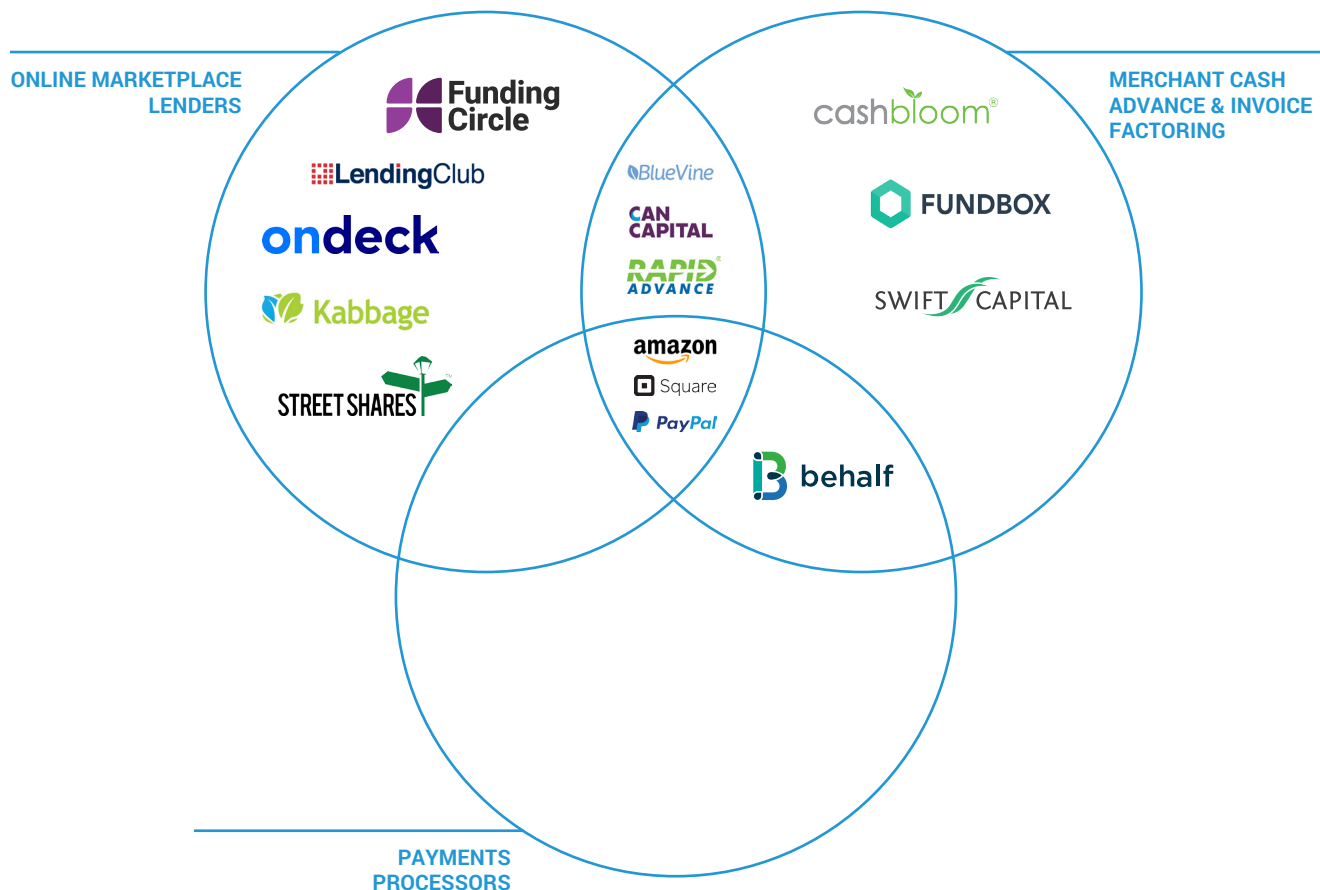 ONLINE MARKETPLACE
LENDERS
MERCHANT CASH
ADVANCE & INVOICE
FACTORING
Funding
Circle
LendingClub
ondeck
Kabbage
STREET SHARES™
BlueVine
CAN
CAPITAL
RAPID®
ADVANCE
amazon
Square
PayPal
cashbloom®
FUNDBOX
SWIFT CAPITAL
behalf
PAYMENTS
PROCESSORS